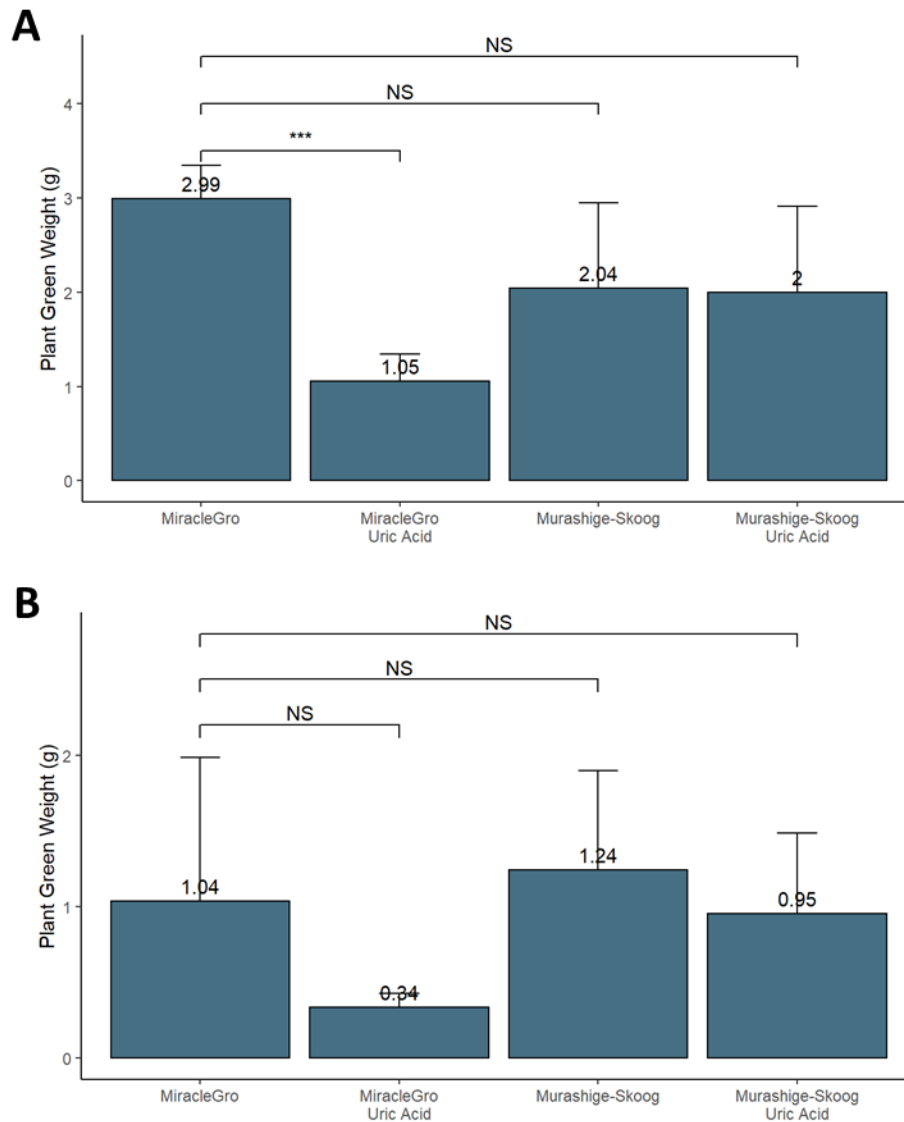 A
NS
NS
***
4
3
2
1
0
Plant Green Weight (g)
2.99
1.05
2.04
2
MiracleGro
MiracleGro
Uric Acid
Murashige-Skoog
Murashige-Skoog
Uric Acid
B
NS
NS
NS
2
1
0
Plant Green Weight (g)
1.04
0.34
1.24
0.95
MiracleGro
MiracleGro
Uric Acid
Murashige-Skoog
Murashige-Skoog
Uric Acid